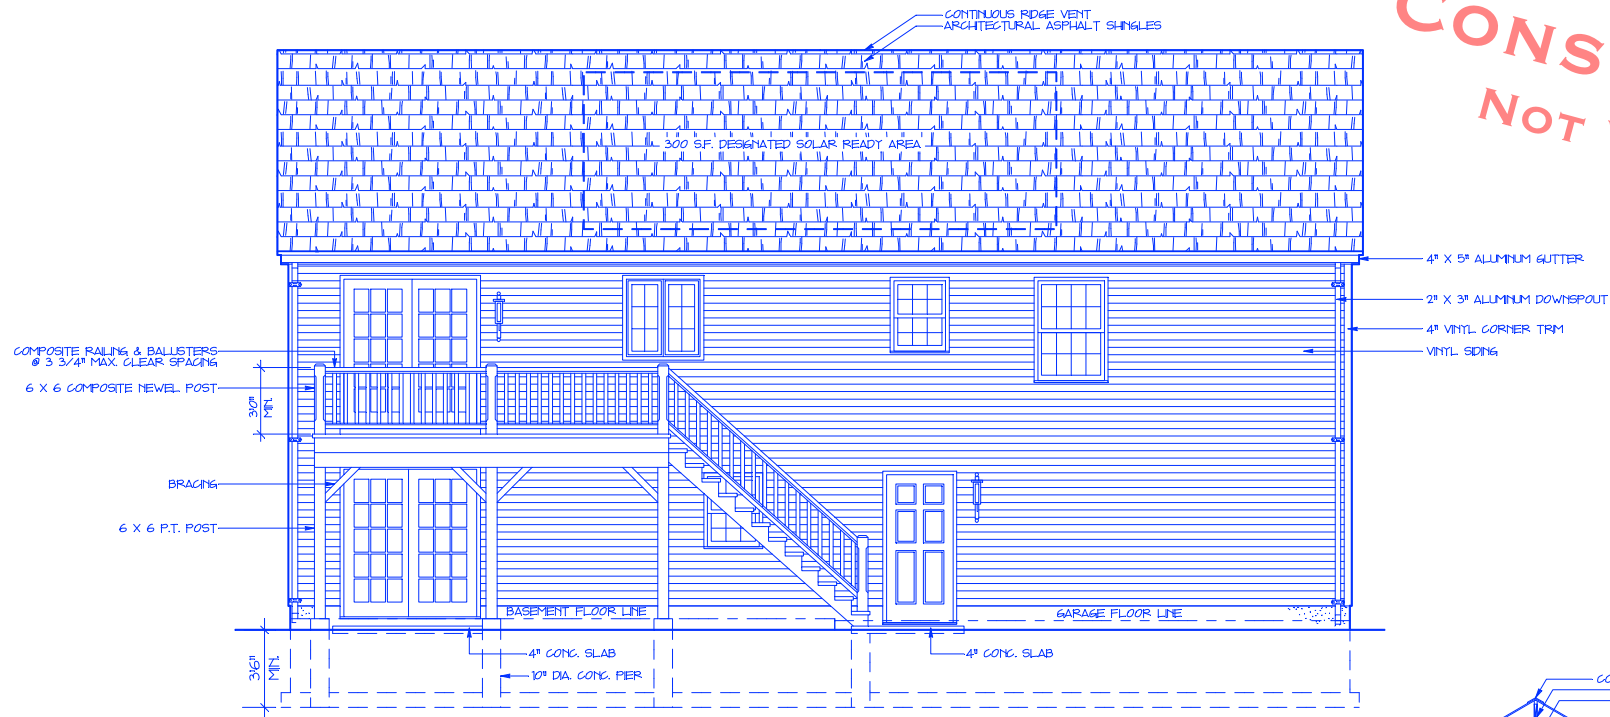 CONTINUOUS RIDGE VENT
ARCHITECTURAL ASPHALT SHINGLES
CONS
NOT
300 S.F. DESIGNATED SOLAR READY AREA
4" X 5" ALUMINUM GUTTER
2" X 3" ALUMINUM DOWNSPOUT
4" VINYL CORNER TRIM
VINYL SIDING
COMPOSITE RAILING & BALUSTERS
@ 3 3/4" MAX. CLEAR SPACING
6 X 6 COMPOSITE NEWEL POST
3'0"
MIN.
BRACING
6 X 6 P.T. POST
BASEMENT FLOOR LINE
GARAGE FLOOR LINE
4" CONC. SLAB
4" CONC. SLAB
10" DIA. CONC. PIER
3'6"
MIN.
CO